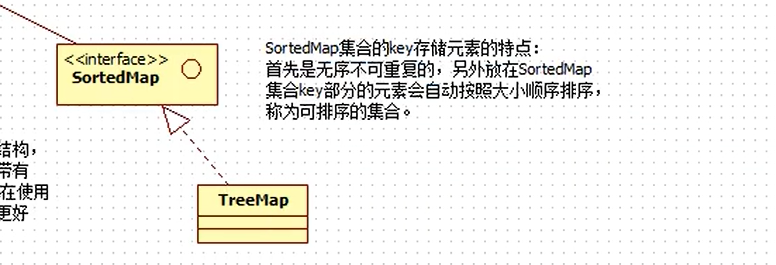 <<interface>>
SortedMap
SortedMap集合的key存储元素的特点：
首先是无序不可重复的，另外放在SortedMap
集合key部分的元素会自动按照大小顺序排序，
称为可排序的集合。
结构，
带有
在使用
更好
TreeMap